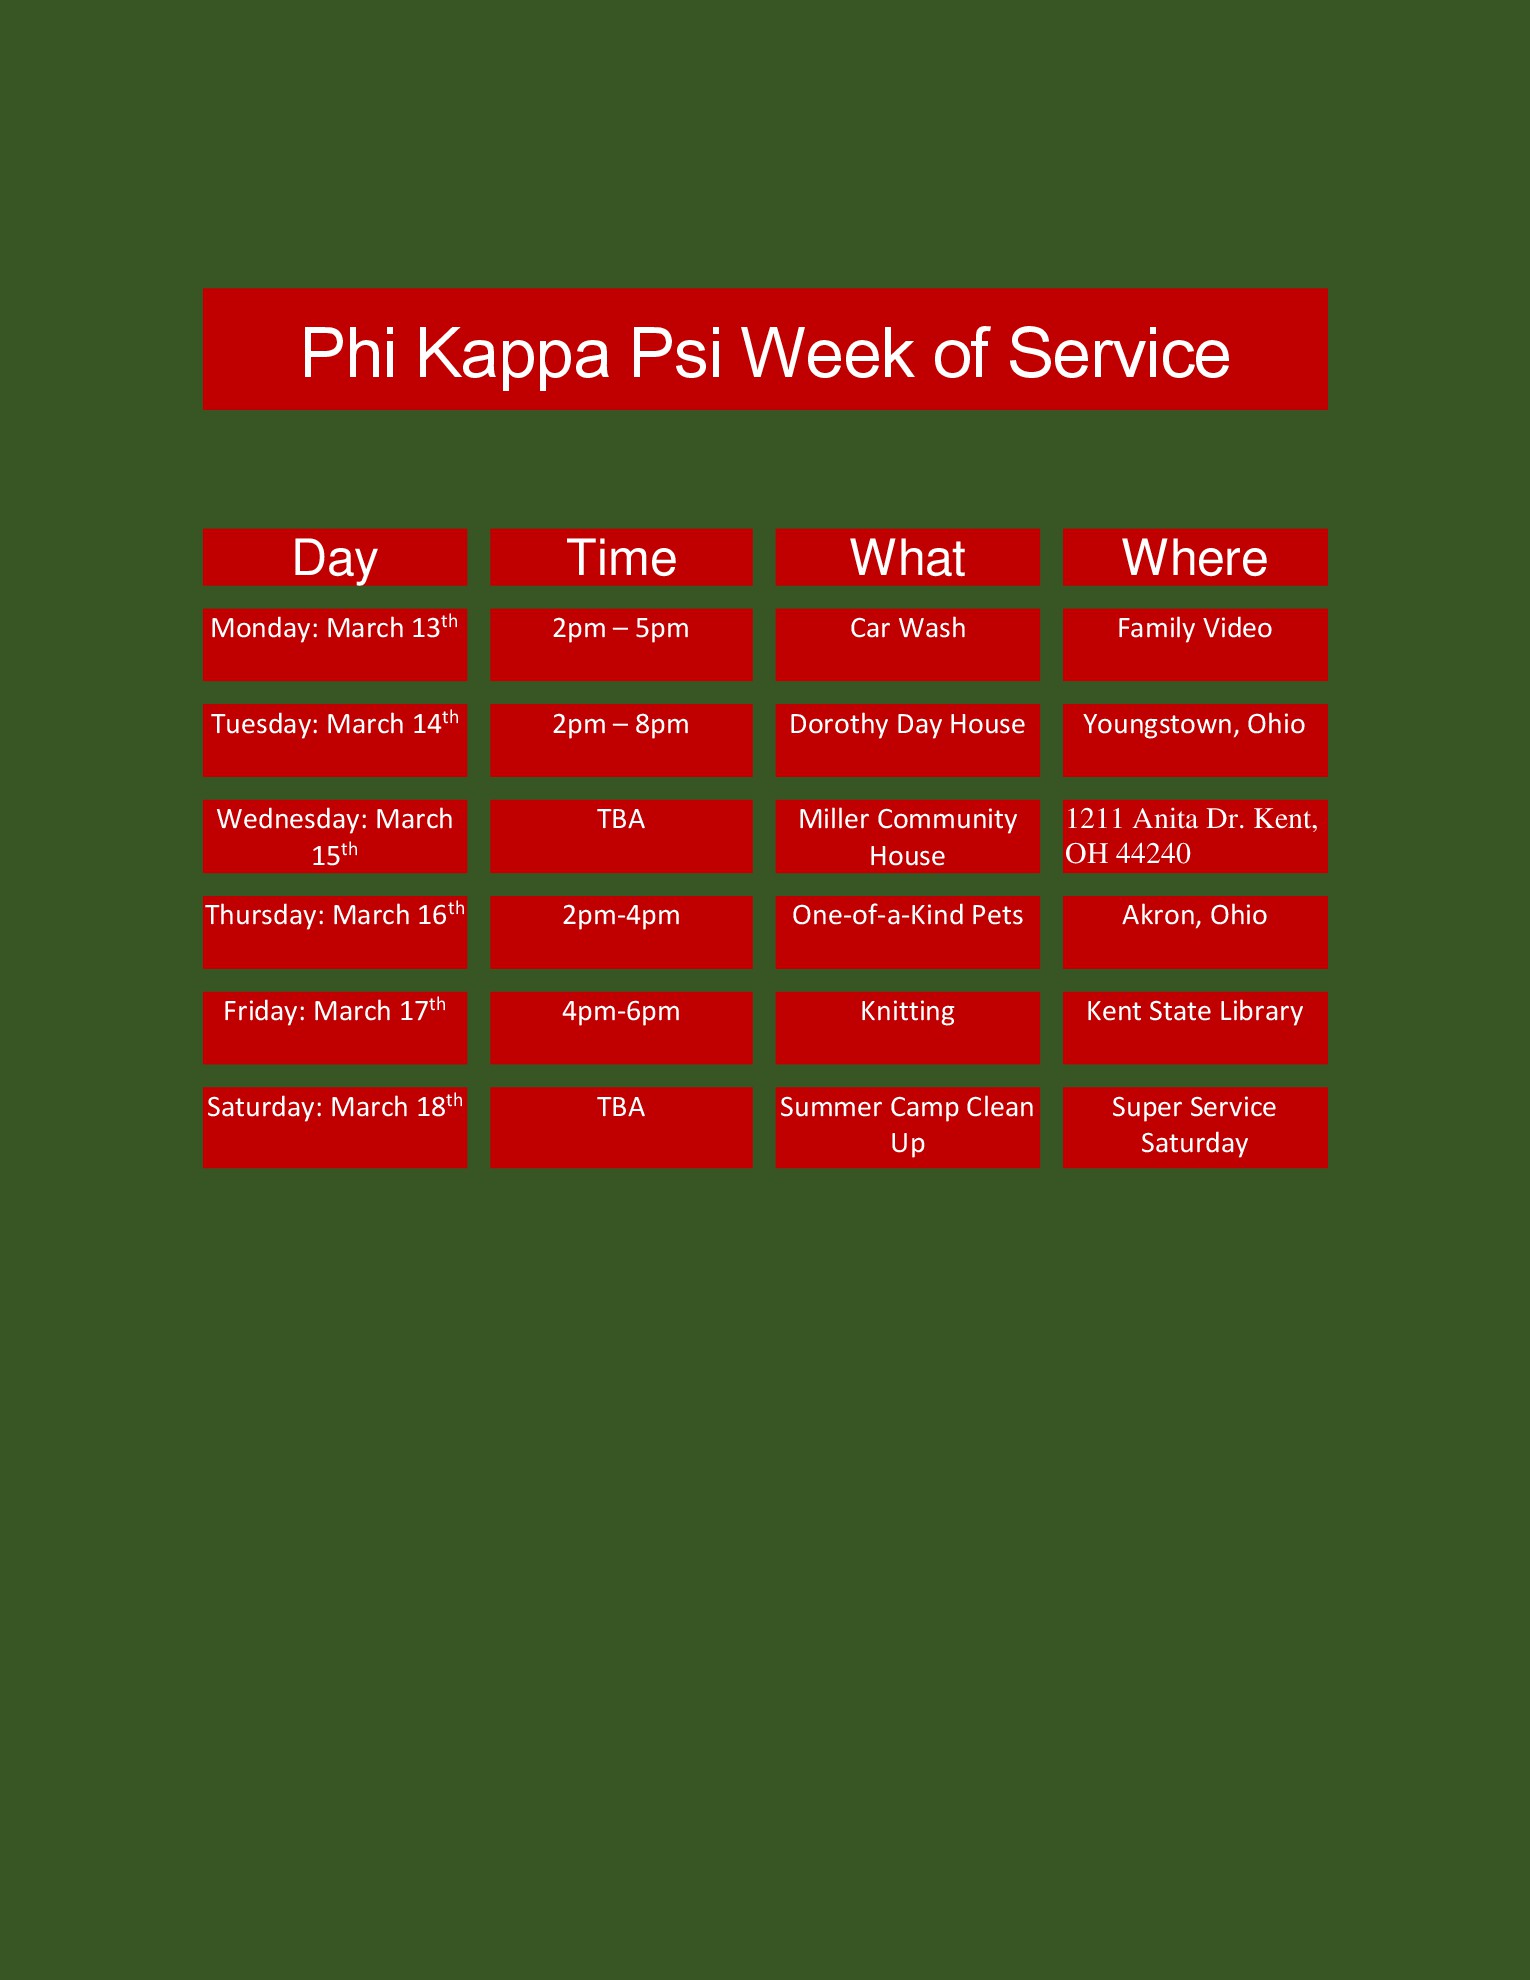 Phi Kappa Psi Week of Service
Day Time What Where
Monday: March 13th 2pm – 5pm Car Wash Family Video
Tuesday: March 14th 2pm – 8pm Dorothy Day House Youngstown, Ohio
Wednesday: March
15th
TBA
Miller Community
House
1211 Anita Dr. Kent,
OH 44240
Thursday: March 16th 2pm-4pm One-of-a-Kind Pets Akron, Ohio
Friday: March 17th 4pm-6pm Knitting Kent State Library
Saturday: March 18th
TBA
Summer Camp Clean
Up
Super Service
Saturday